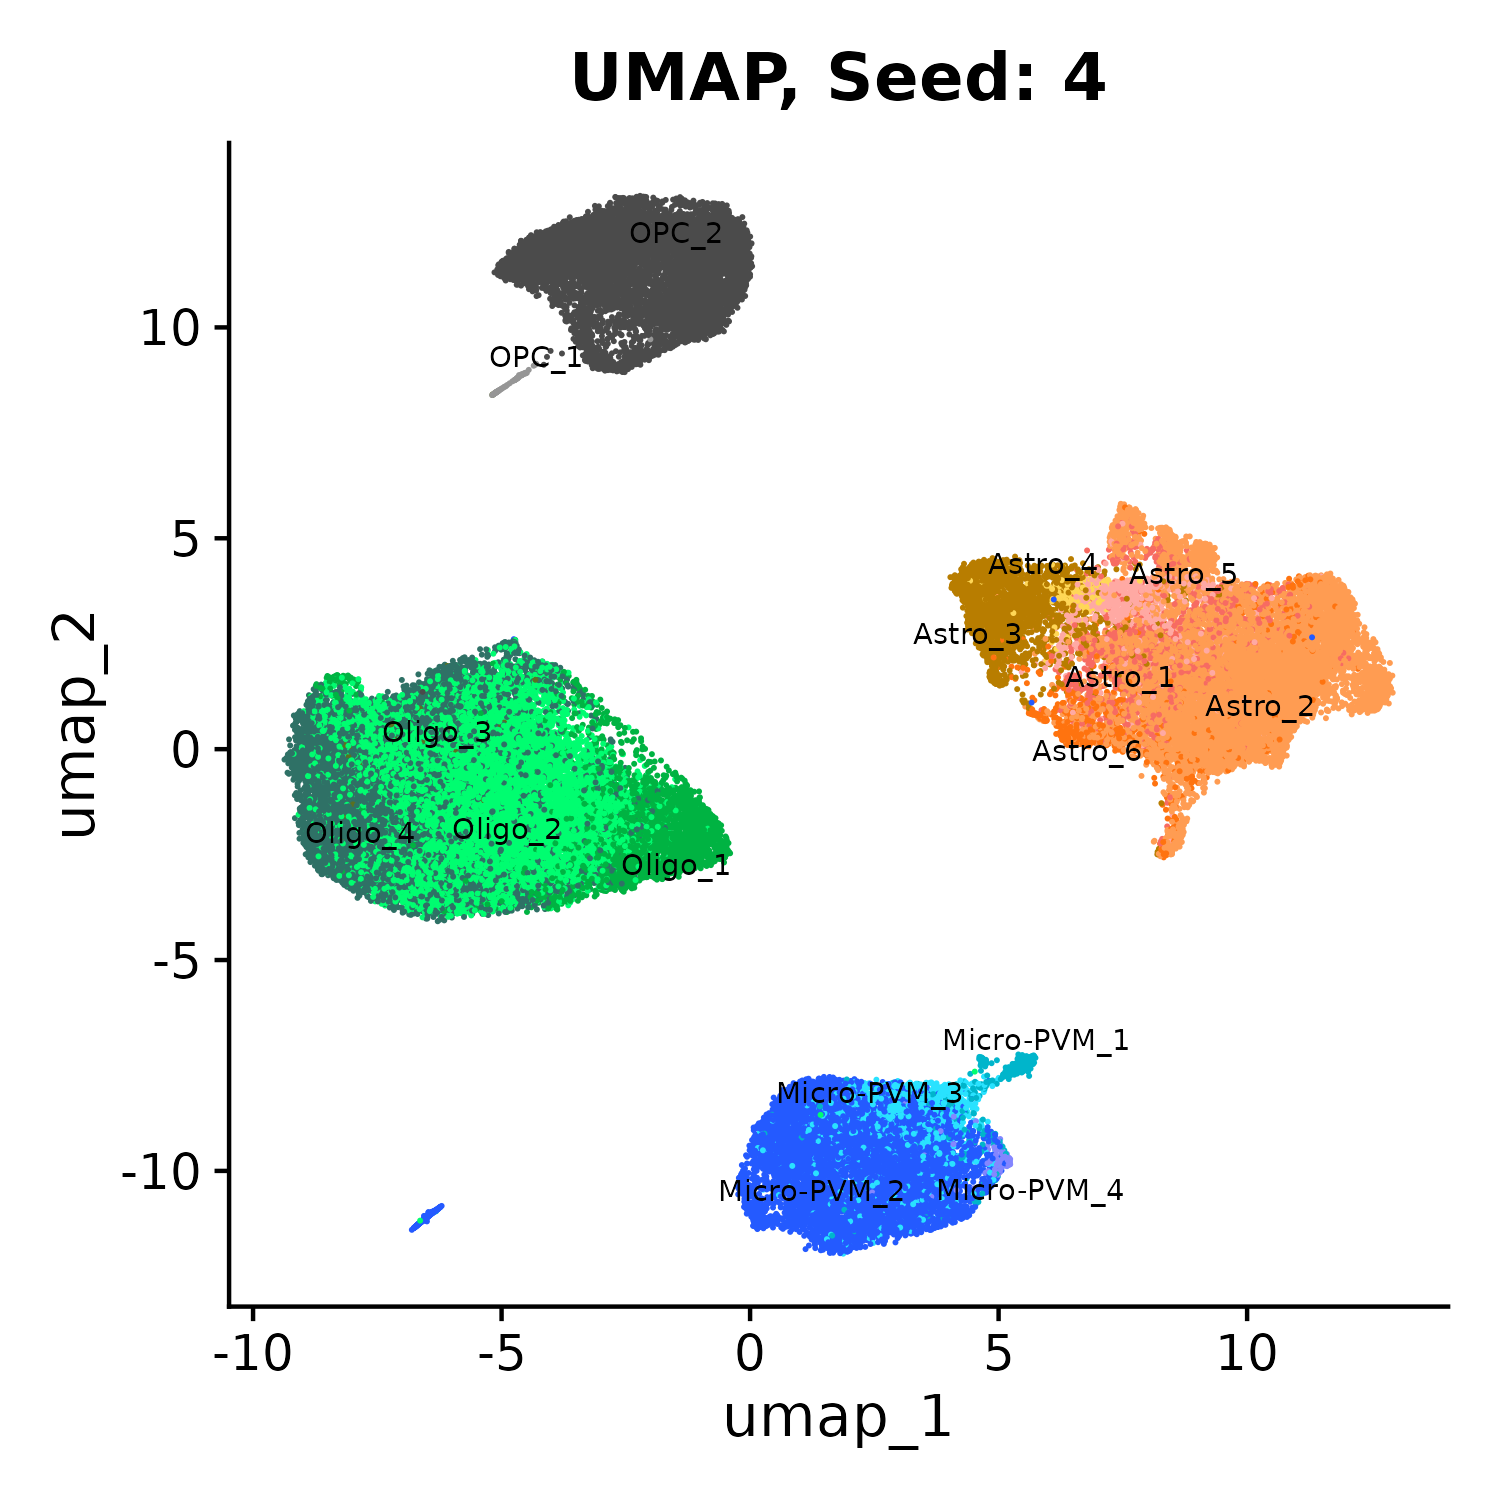 UMAP, Seed: 4
OPC_2
10
OPC_1
5
Astro_4
Astro_5
Astro_3
Astro_1
Astro_2
Oligo_3
0
Astro_6
Oligo_4
Oligo_2
Oligo_1
umap_2
-5
Micro-PVM_1
Micro-PVM_3
-10
Micro-PVM_2
Micro-PVM_4
-10 -5 0 5 10
umap_1